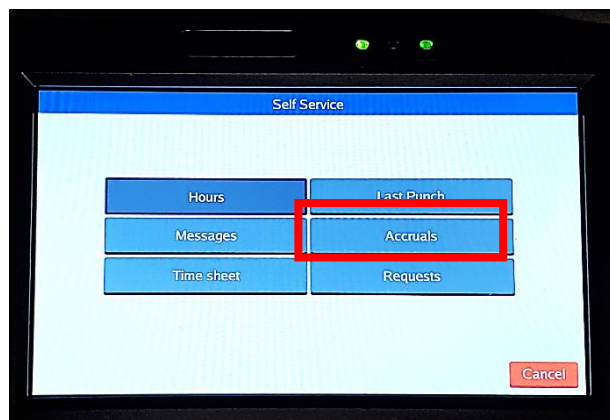 Self Service
Hours
Last Punch
Messages
Accruals
Time sheet
Requests
Cancel